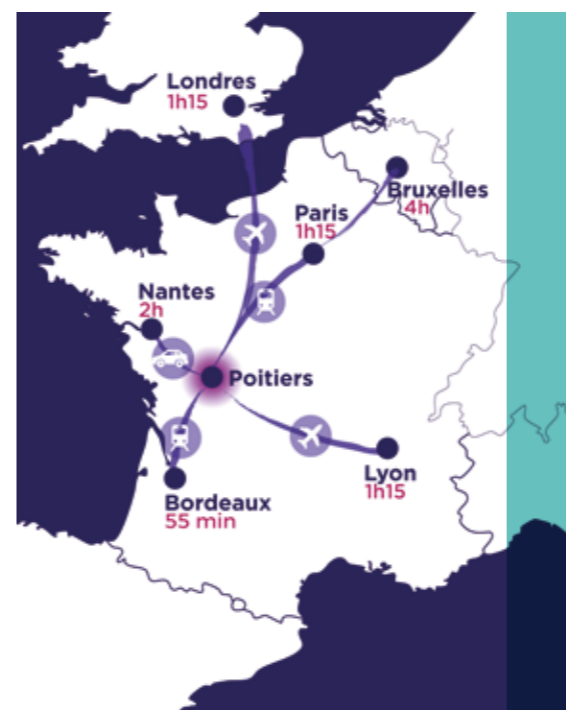 Londres
1h15
Bruxelles
4h
Paris
1h15
Nantes
2h
Poitiers
Lyon
1h15
Bordeaux
55 min